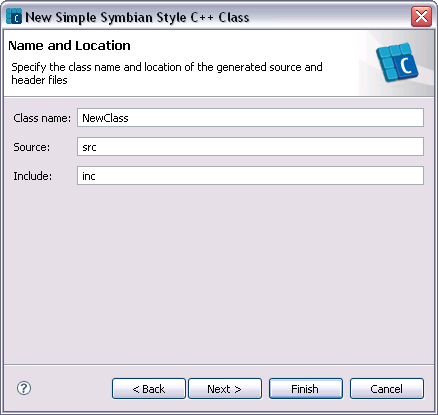 New Simple Symbian Style C++ Class
Name and Location
Specify the class name and location of the generated source and
header files
C
Class name: NewClass
Source: src
Include: inc
?
< Back Next > Finish Cancel